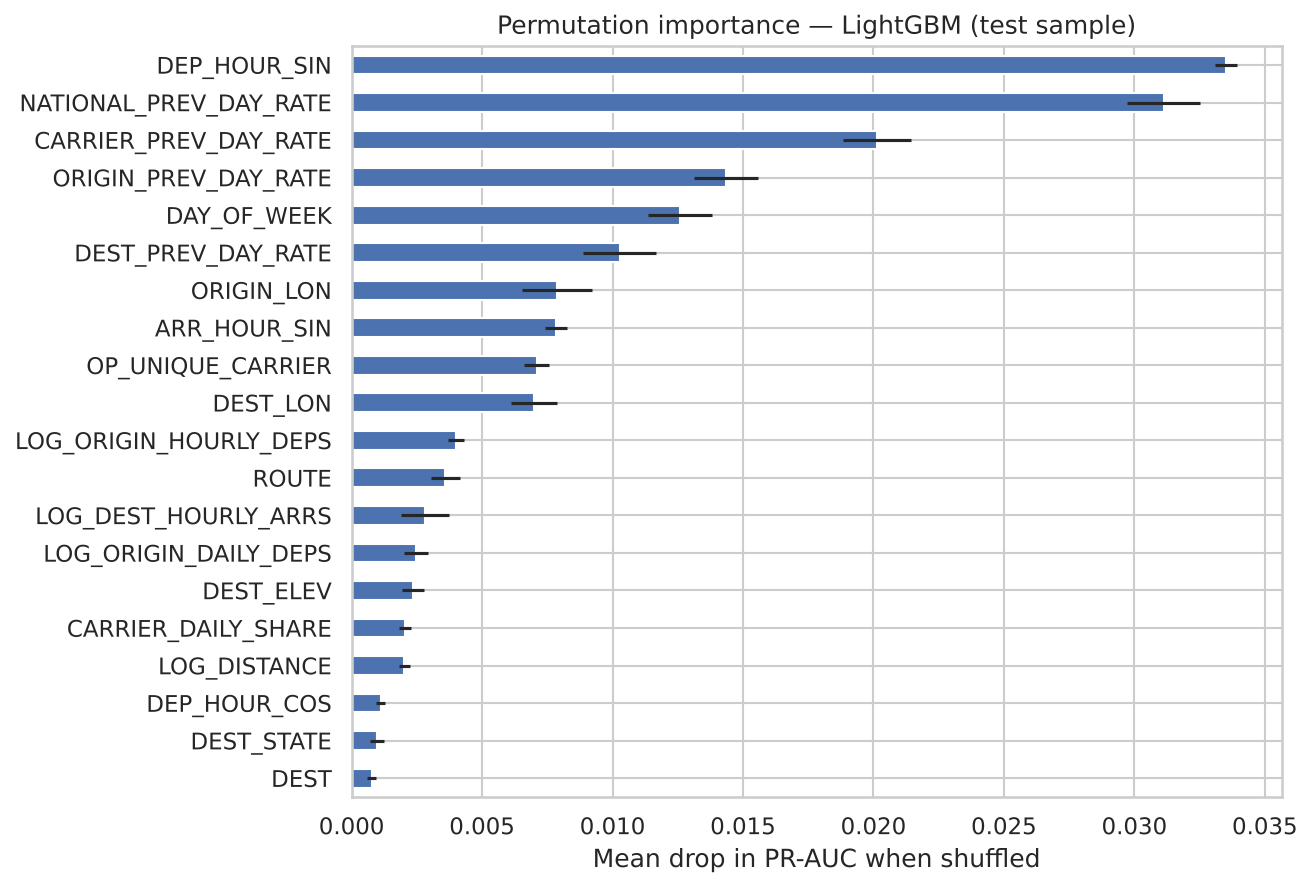 Permutation importance — LightGBM (test sample)
DEP_HOUR_SIN
NATIONAL_PREV_DAY_RATE
CARRIER_PREV_DAY_RATE
ORIGIN_PREV_DAY_RATE
DAY_OF_WEEK
DEST_PREV_DAY_RATE
ORIGIN_LON
ARR_HOUR_SIN
OP_UNIQUE_CARRIER
DEST_LON
LOG_ORIGIN_HOURLY_DEPS
ROUTE
LOG_DEST_HOURLY_ARRS
LOG_ORIGIN_DAILY_DEPS
DEST_ELEV
CARRIER_DAILY_SHARE
LOG_DISTANCE
DEP_HOUR_COS
DEST_STATE
DEST
0.000 0.005 0.010 0.015 0.020 0.025 0.030 0.035
Mean drop in PR-AUC when shuffled